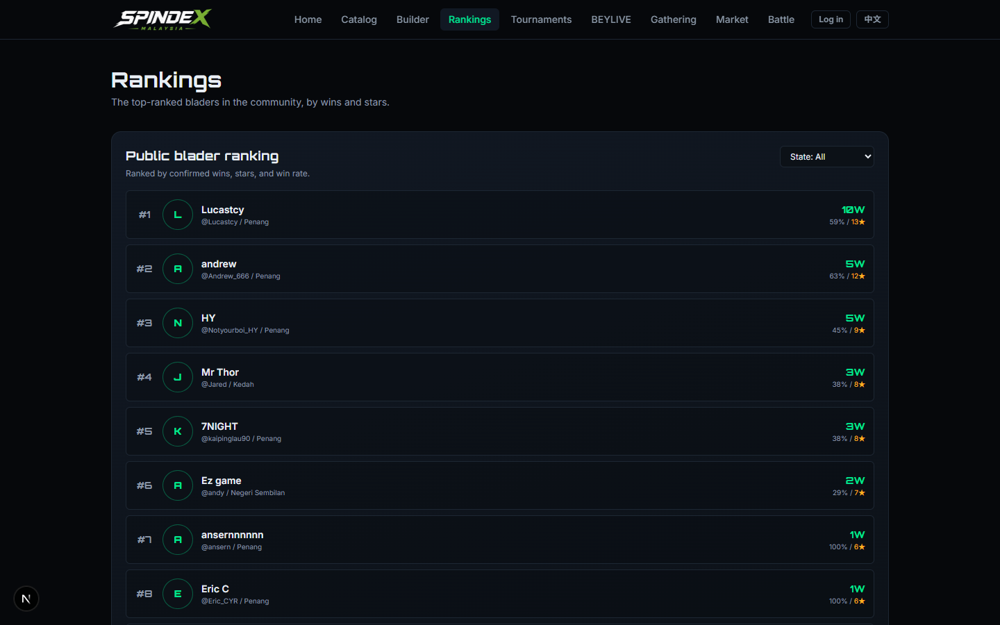 SPINDEX
MALAYSIA
Home
Catalog
Builder
Rankings
Tournaments
BEYLIVE
Gathering
Market
Battle
Log in
中文
Rankings
The top-ranked bladers in the community, by wins and stars.
Public blader ranking
State: All
Ranked by confirmed wins, stars, and win rate.
#1
L
Lucastcy
@Lucastcy / Penang
10W
59% / 13★
#2
A
andrew
@Andrew_666 / Penang
5W
63% / 12★
#3
N
HY
@Notyourboi_HY / Penang
5W
45% / 9★
#4
J
Mr Thor
@Jared / Kedah
3W
38% / 8★
#5
K
7NIGHT
@kaipinglau90 / Penang
3W
38% / 8★
#6
A
Ez game
@andy / Negeri Sembilan
2W
29% / 7★
#7
A
ansernnnnnn
@ansern / Penang
1W
100% / 6★
#8
E
Eric C
@Eric_CYR / Penang
1W
100% / 6★
N